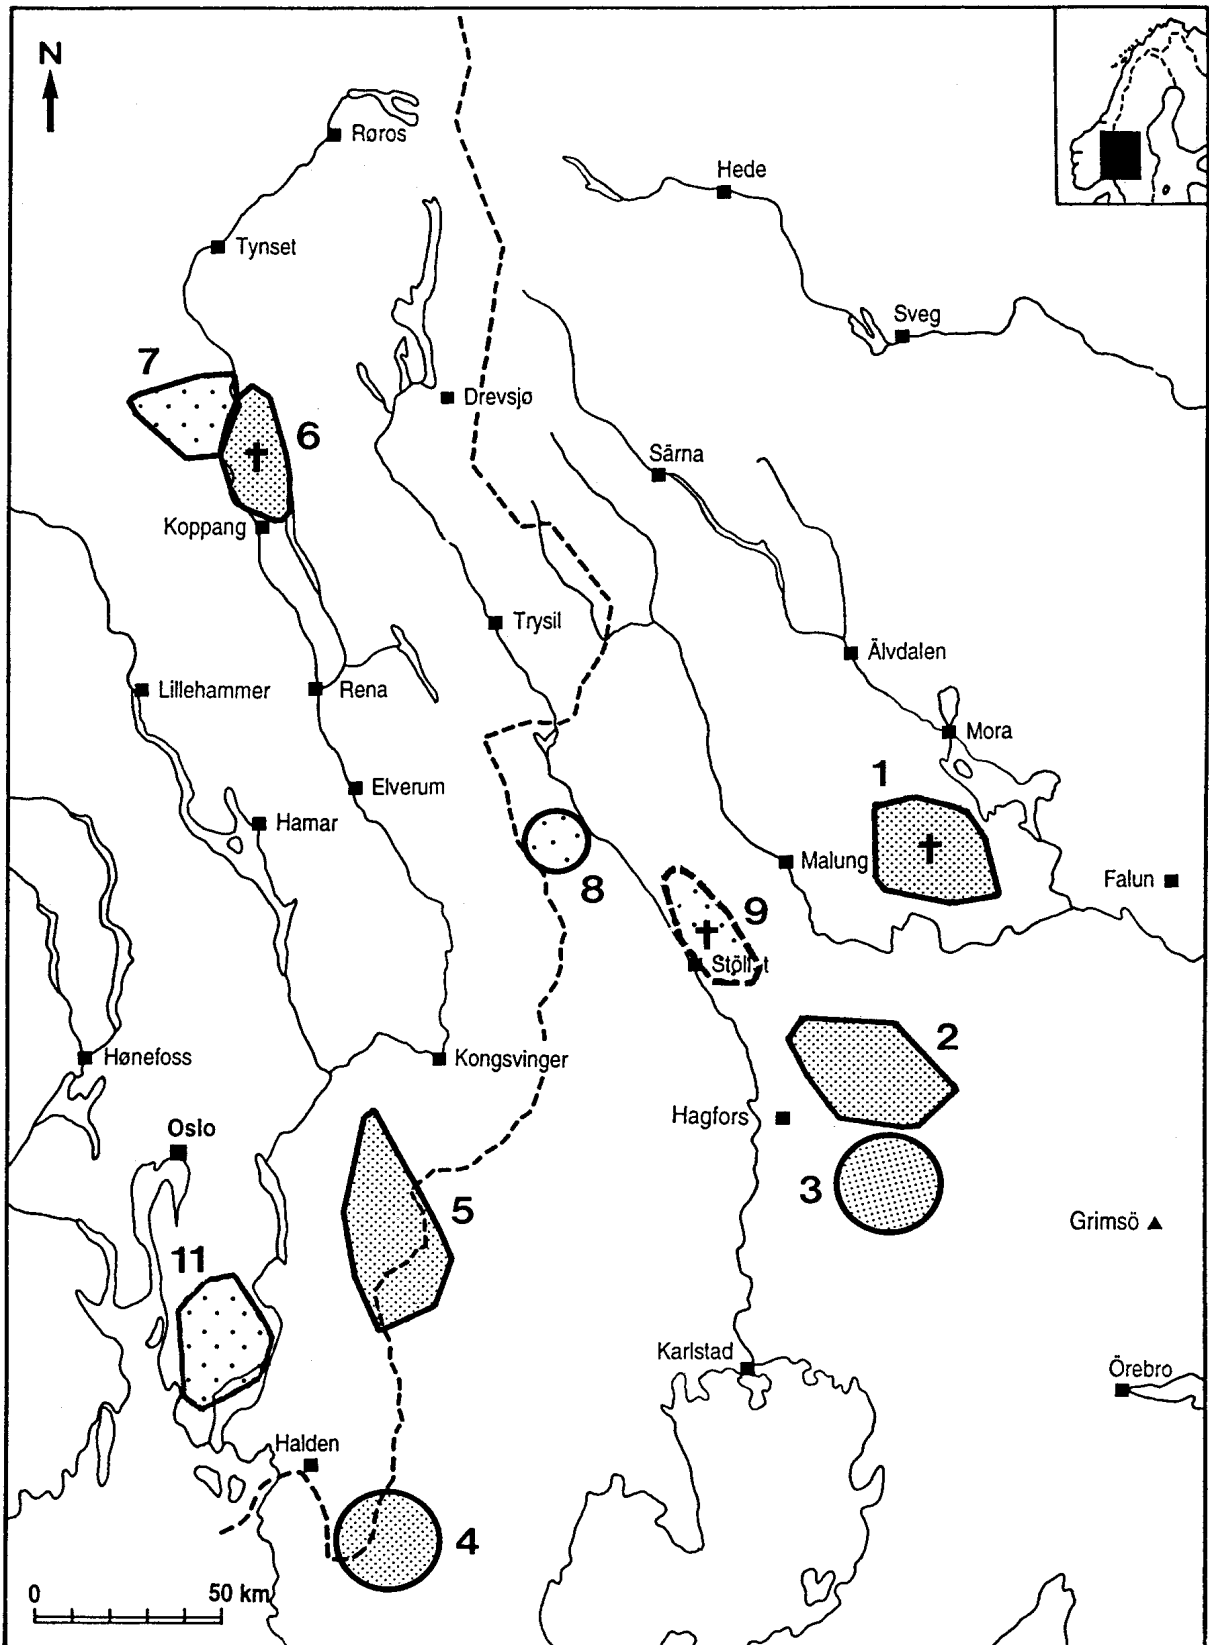 N
Røros
Hede
Tynset
Sveg
7
Drevsjø
6
Särna
Koppang
Trysil
Älvdalen
Lillehammer
Rena
Mora
1
Elverum
Hamar
Malung
Falun
8
9
2
Hønefoss
Kongsvinger
Hagfors
Oslo
3
5
Grimsö
11
Karlstad
Örebro
Halden
4
0
50 km